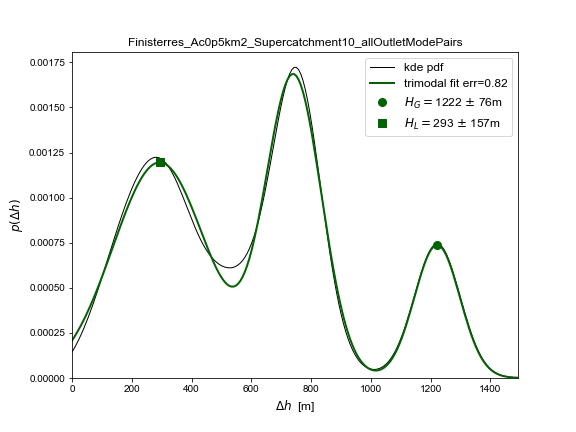 Finisterres_Ac0p5km2_Supercatchment10_allOutletModePairs
kde pdf
trimodal fit err=0.82
H_G = 1222 ± 76m
H_L = 293 ± 157m
p(Δh)
0.00175
0.00150
0.00125
0.00100
0.00075
0.00050
0.00025
0.00000
0 200 400 600 800 1000 1200 1400
Δh [m]